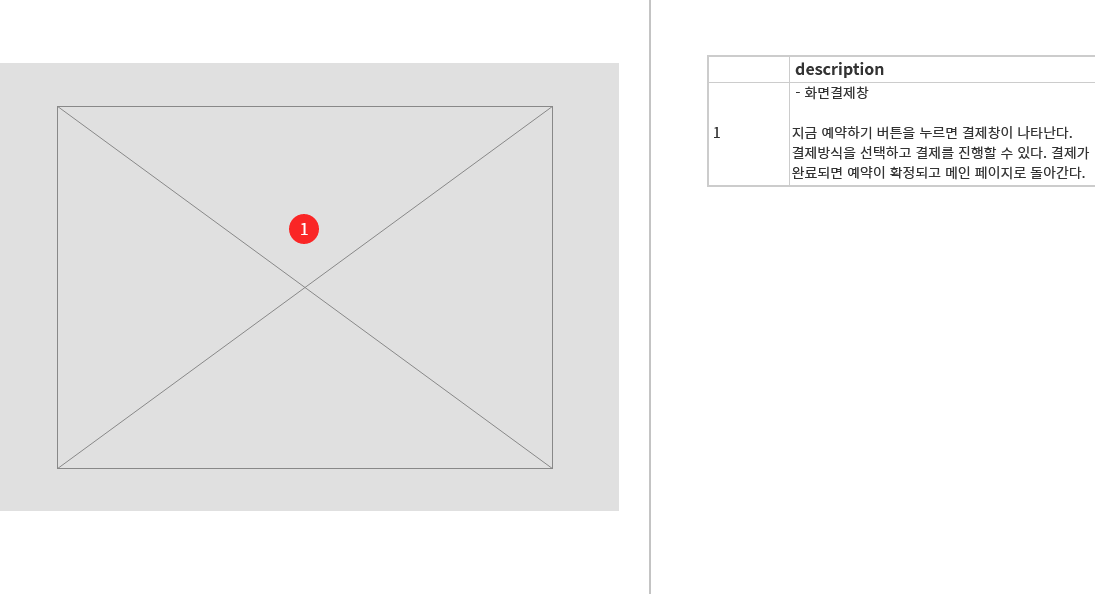 1
description
- 화면결제창
1
지금 예약하기 버튼을 누르면 결제창이 나타난다.
결제방식을 선택하고 결제를 진행할 수 있다. 결제가
완료되면 예약이 확정되고 메인 페이지로 돌아간다.